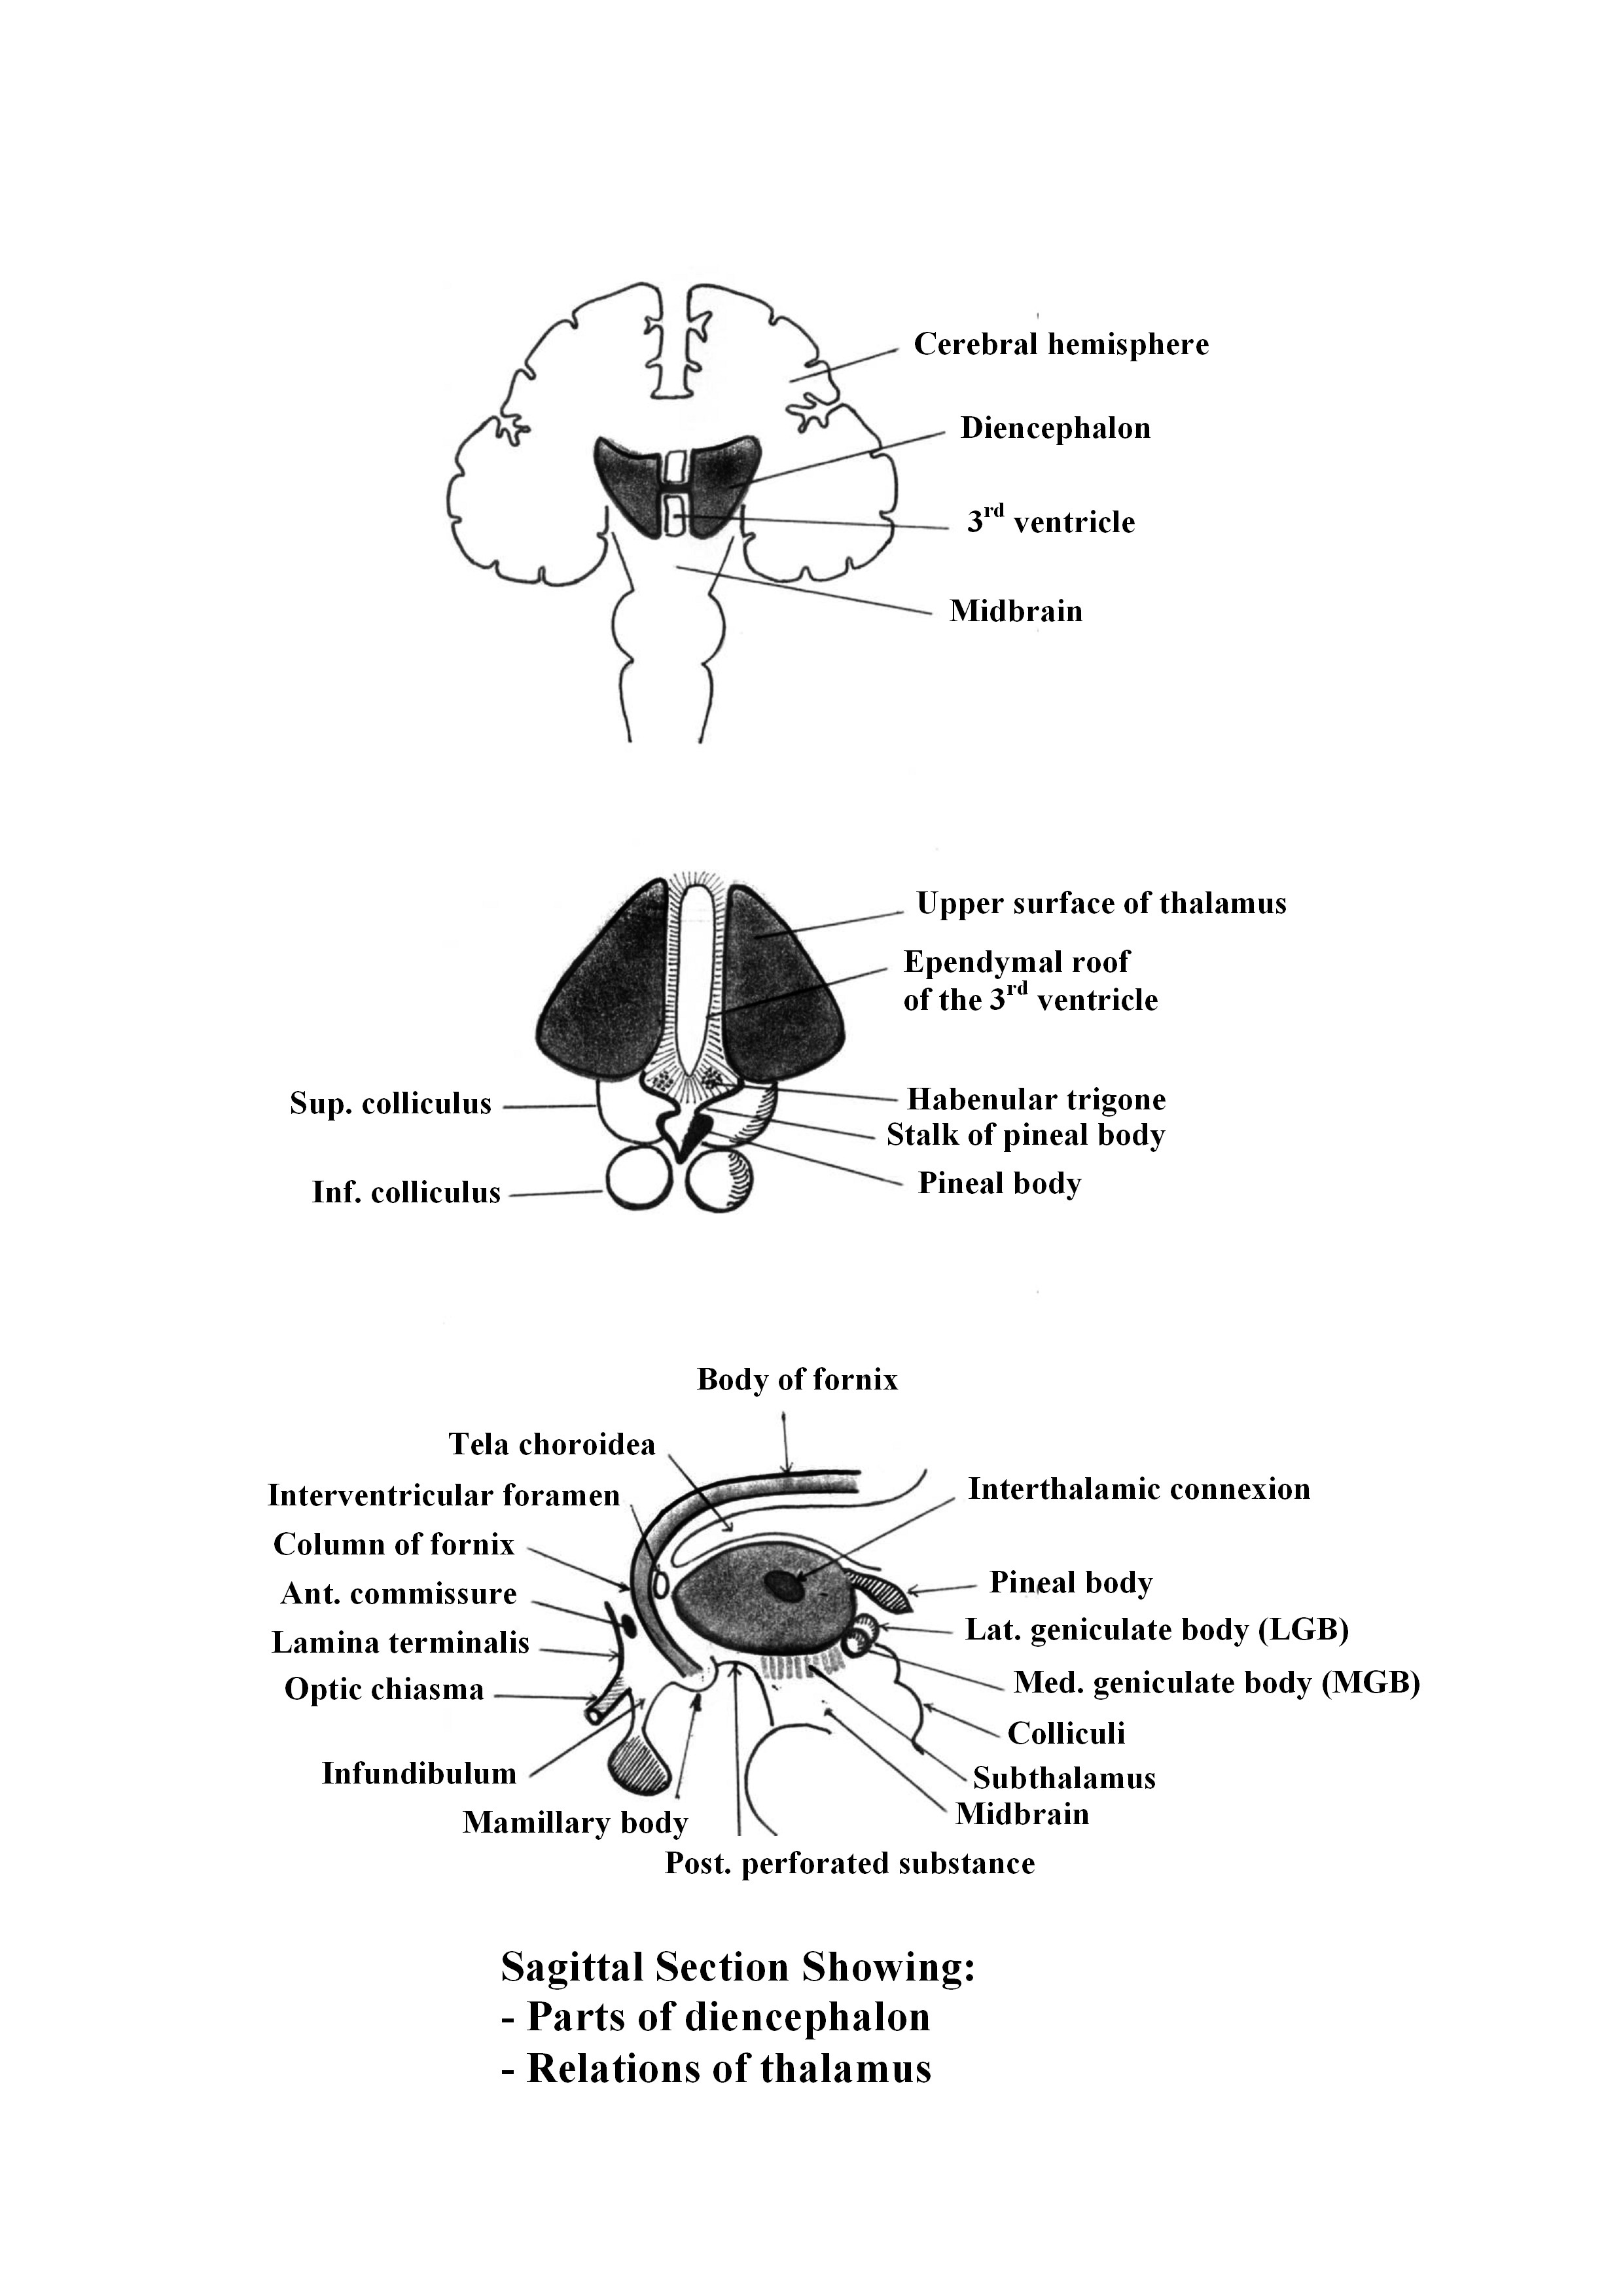 Cerebral hemisphere
Diencephalon
3rd ventricle
Midbrain
Upper surface of thalamus
Ependymal roof
of the 3rd ventricle
Sup. colliculus
Habenular trigone
Stalk of pineal body
Pineal body
Inf. colliculus
Body of fornix
Tela choroidea
Interventricular foramen
Interthalamic connexion
Column of fornix
Ant. commissure
Pineal body
Lamina terminalis
Lat. geniculate body (LGB)
Optic chiasma
Med. geniculate body (MGB)
Colliculi
Infundibulum
Subthalamus
Mamillary body
Midbrain
Post. perforated substance
Sagittal Section Showing:
- Parts of diencephalon
- Relations of thalamus